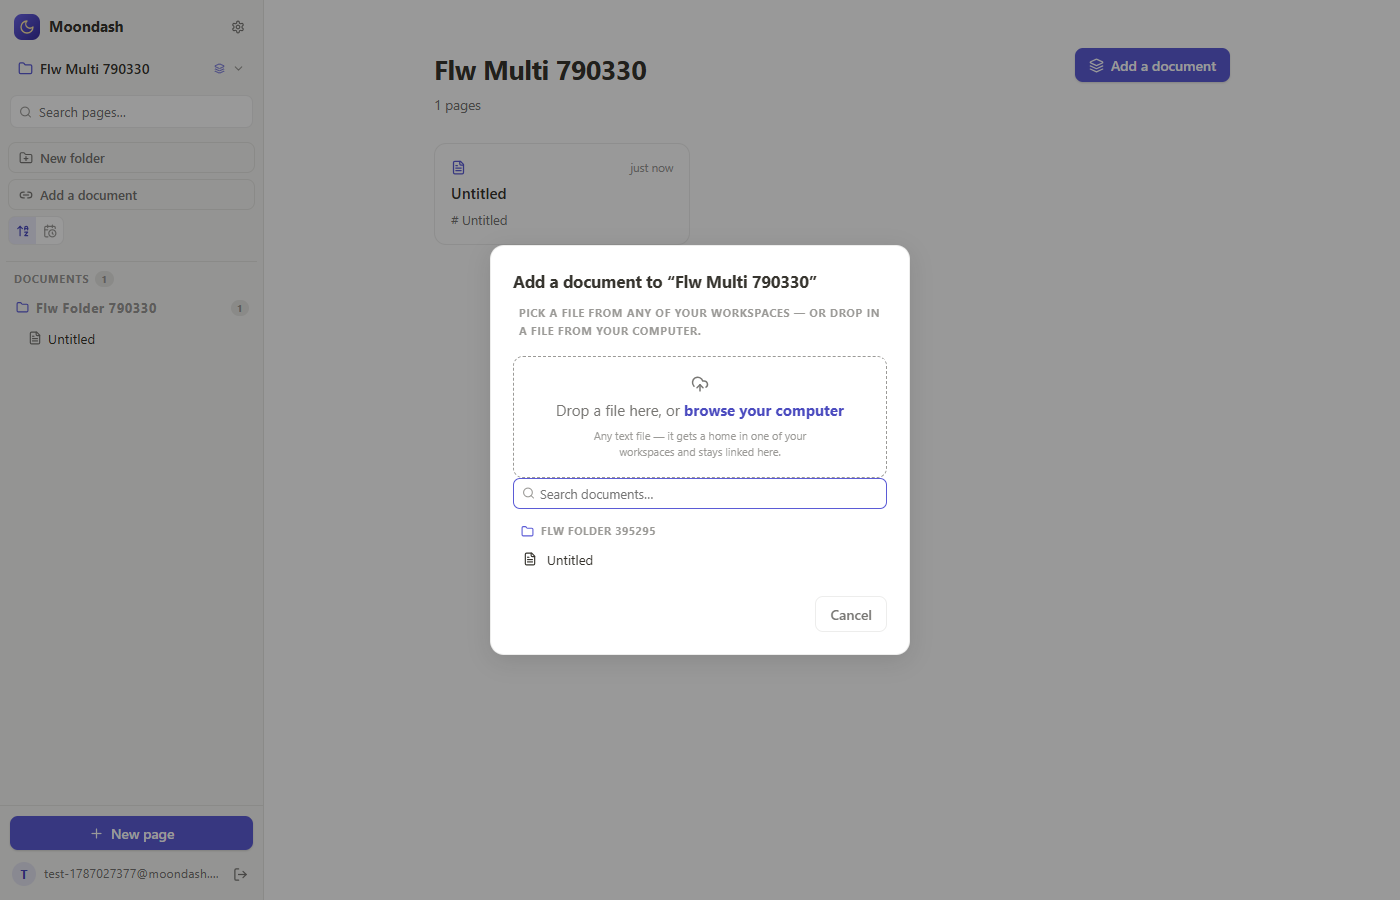 Moondash
Flw Multi 790330
Search pages...
New folder
Add a document
DOCUMENTS 1
Flw Folder 790330 1
Untitled
New page
T test-1787027377@moondash....
Flw Multi 790330
Add a document
1 pages
just now
Untitled
# Untitled
Add a document to “Flw Multi 790330”
PICK A FILE FROM ANY OF YOUR WORKSPACES — OR DROP IN
A FILE FROM YOUR COMPUTER.
Drop a file here, or browse your computer
Any text file — it gets a home in one of your
workspaces and stays linked here.
Search documents...
FLW FOLDER 395295
Untitled
Cancel